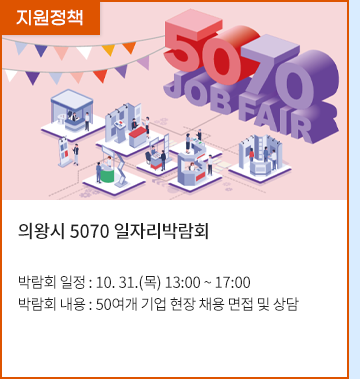 지원정책
5070
JOB FAIR
의왕시 5070 일자리박람회
박람회 일정 : 10. 31.(목) 13:00 ~ 17:00
박람회 내용 : 50여개 기업 현장 채용 면접 및 상담